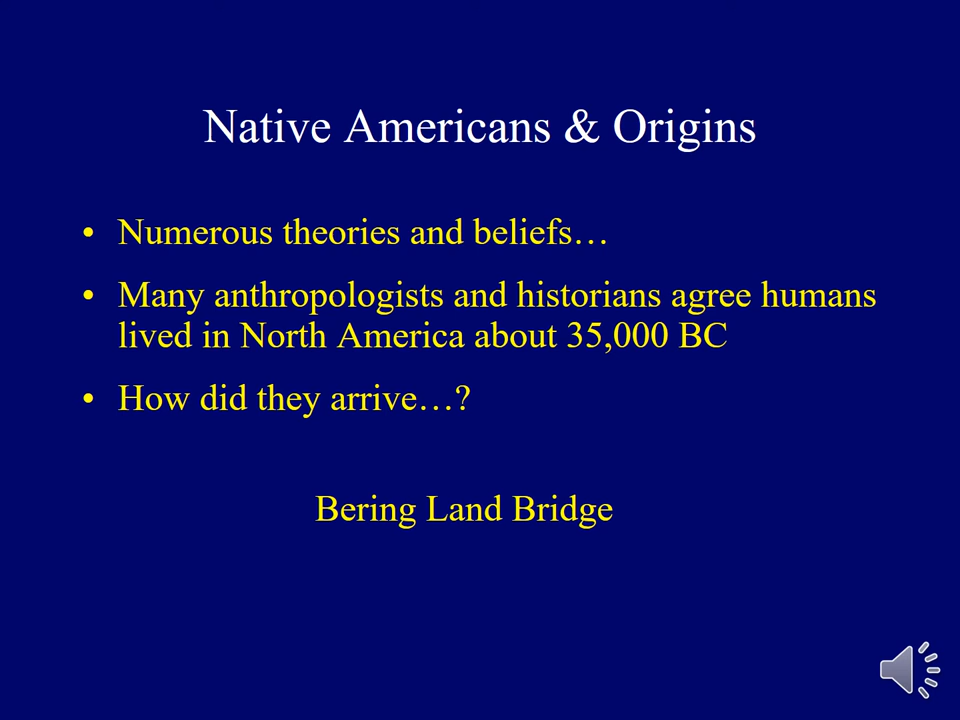 Native Americans & Origins
• Numerous theories and beliefs…
• Many anthropologists and historians agree humans
lived in North America about 35,000 BC
• How did they arrive…?
Bering Land Bridge